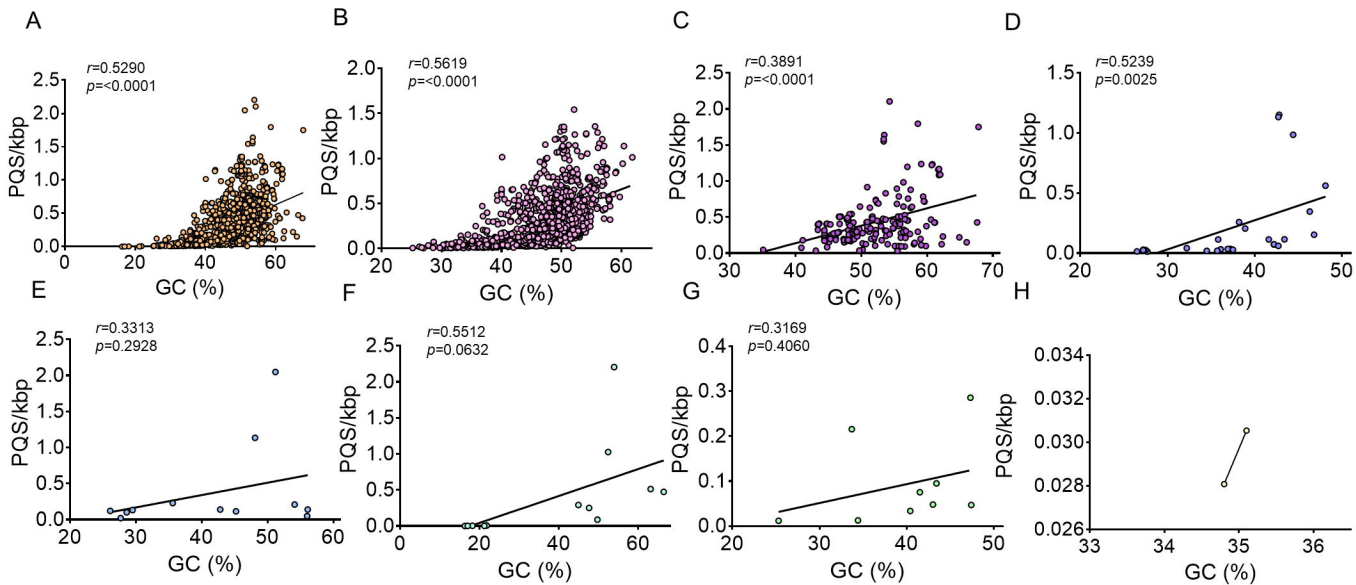 A
r=0.5290
p=<0.0001
PQS/kbp
2.5
2.0
1.5
1.0
0.5
0.0
0 20 40 60 80
GC (%)
B
r=0.5619
p=<0.0001
PQS/kbp
2.0
1.5
1.0
0.5
0.0
20 30 40 50 60
GC (%)
C
r=0.3891
p=<0.0001
PQS/kbp
2.5
2.0
1.5
1.0
0.5
0.0
30 40 50 60 70
GC (%)
D
r=0.5239
p=0.0025
PQS/kbp
1.5
1.0
0.5
0.0
20 30 40 50
GC (%)
E
r=0.3313
p=0.2928
PQS/kbp
2.5
2.0
1.5
1.0
0.5
0.0
20 30 40 50 60
GC (%)
F
r=0.5512
p=0.0632
PQS/kbp
2.5
2.0
1.5
1.0
0.5
0.0
0 20 40 60
GC (%)
G
r=0.3169
p=0.4060
PQS/kbp
0.4
0.3
0.2
0.1
0.0
20 30 40 50
GC (%)
H
PQS/kbp
0.034
0.032
0.030
0.028
0.026
33 34 35 36
GC (%)